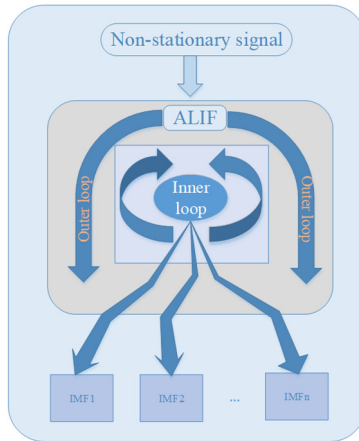 Non-stationary signal
ALIF
Outer loop
Inner
loop
Outer loop
IMF1
IMF2
...
IMFn